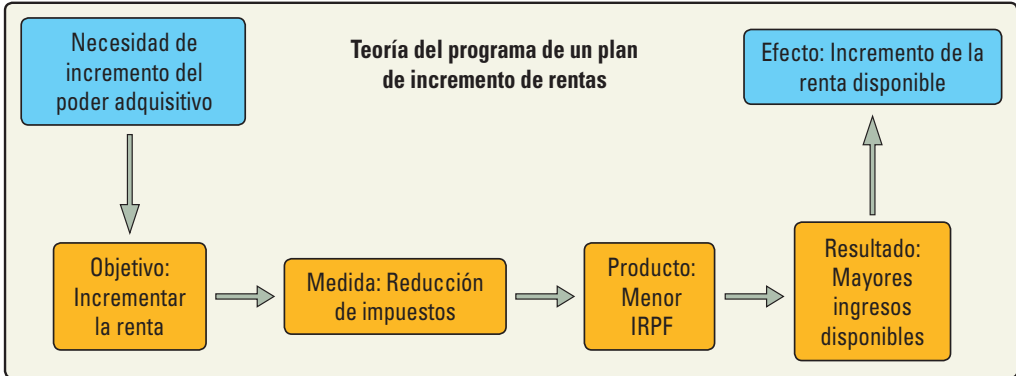 Necesidad de
incremento del
poder adquisitivo
Teoría del programa de un plan
de incremento de rentas
Efecto: Incremento de la
renta disponible
Objetivo:
Incrementar
la renta
Medida: Reducción
de impuestos
Producto:
Menor
IRPF
Resultado:
Mayores
ingresos
disponibles